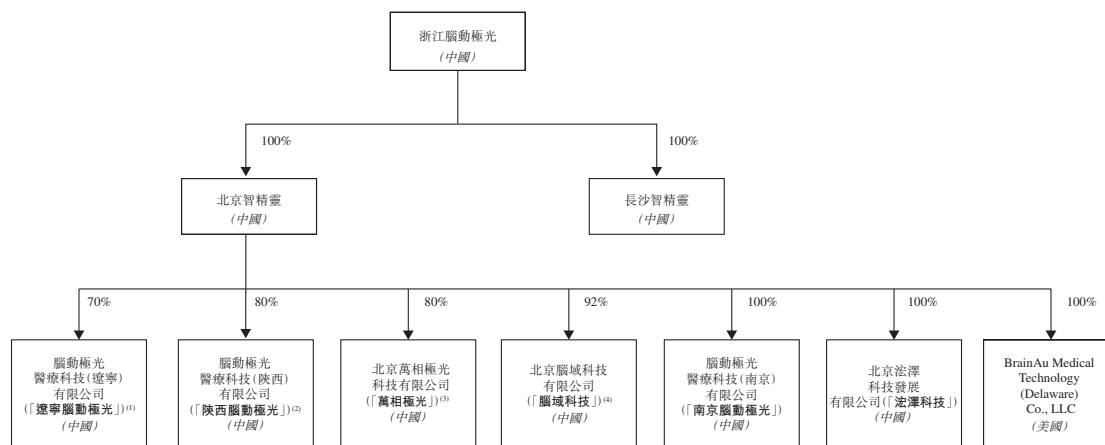 浙江腦動極光
(中國)
100%
100%
北京智精靈
(中國)
長沙智精靈
(中國)
70%
80%
80%
92%
100%
100%
100%
腦動極光
醫療科技(遼寧)
有限公司
(「遼寧腦動極光」)(1)
(中國)
腦動極光
醫療科技(陝西)
有限公司
(「陝西腦動極光」)(2)
(中國)
北京萬相極光
科技有限公司
(「萬相極光」)(3)
(中國)
北京腦域科技
有限公司
(「腦域科技」)(4)
(中國)
腦動極光
醫療科技(南京)
有限公司
(「南京腦動極光」)
(中國)
北京浤澤
科技發展
有限公司(「浤澤科技」)
(中國)
BrainAu Medical
Technology
(Delaware)
Co., LLC
(美國)